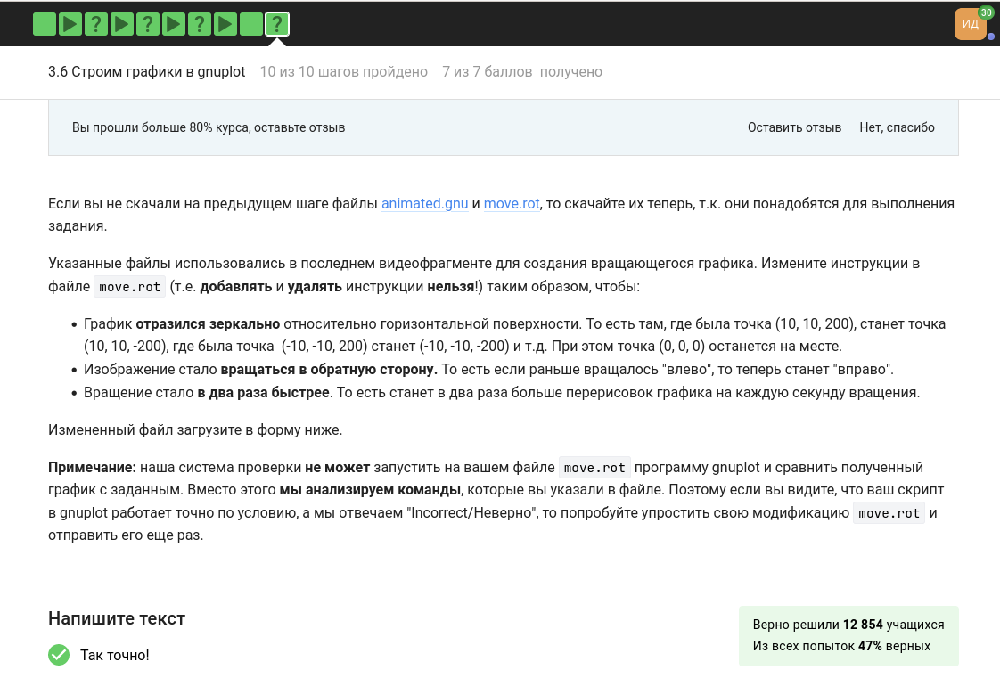 ? ? ? ?
30
ИД
3.6 Строим графики в gnuplot 10 из 10 шагов пройдено 7 из 7 баллов получено
Вы прошли больше 80% курса, оставьте отзыв Оставить отзыв Нет, спасибо
Если вы не скачали на предыдущем шаге файлы animated.gnu и move.rot, то скачайте их теперь, т.к. они понадобятся для выполнения
задания.
Указанные файлы использовались в последнем видеофрагменте для создания вращающегося графика. Измените инструкции в
файле move.rot (т.е. добавлять и удалять инструкции нельзя!) таким образом, чтобы:
• График отразился зеркально относительно горизонтальной поверхности. То есть там, где была точка (10, 10, 200), станет точка
(10, 10, -200), где была точка (-10, -10, 200) станет (-10, -10, -200) и т.д. При этом точка (0, 0, 0) останется на месте.
• Изображение стало вращаться в обратную сторону. То есть если раньше вращалось "влево", то теперь станет "вправо".
• Вращение стало в два раза быстрее. То есть станет в два раза больше перерисовок графика на каждую секунду вращения.
Измененный файл загрузите в форму ниже.
Примечание: наша система проверки не может запустить на вашем файле move.rot программу gnuplot и сравнить полученный
график с заданным. Вместо этого мы анализируем команды, которые вы указали в файле. Поэтому если вы видите, что ваш скрипт
в gnuplot работает точно по условию, а мы отвечаем "Incorrect/Неверно", то попробуйте упростить свою модификацию move.rot и
отправить его еще раз.
Напишите текст
Так точно!
Верно решили 12 854 учащихся
Из всех попыток 47% верных